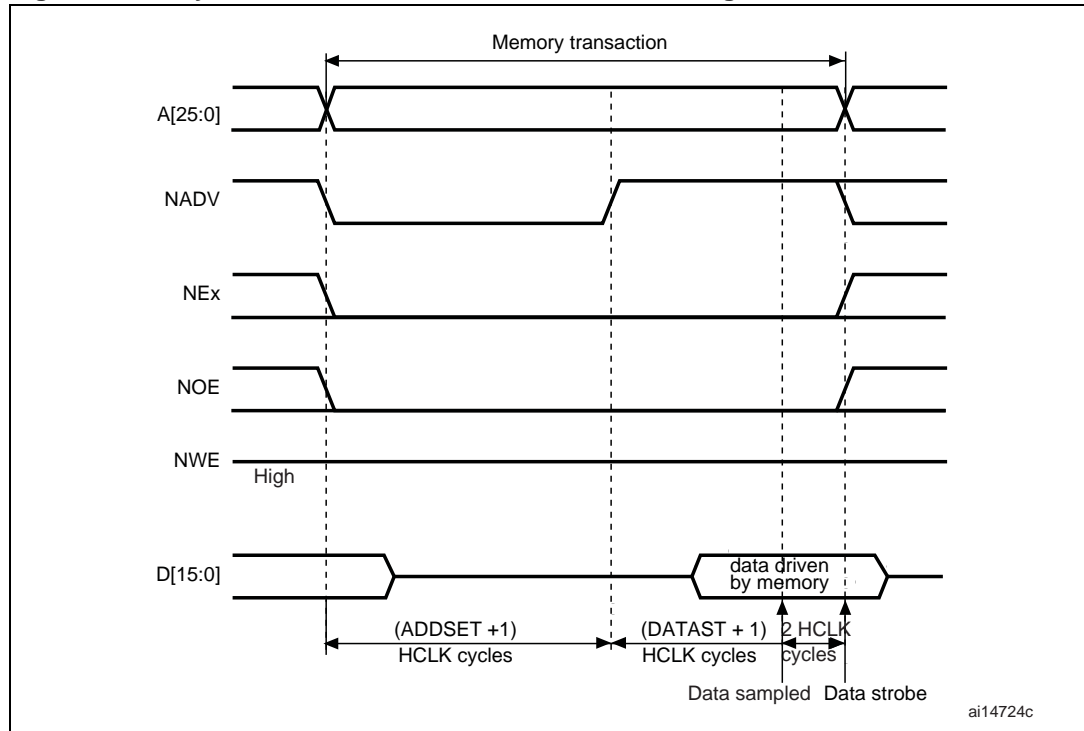 Memory transaction
A[25:0]
NADV
NEx
NOE
NWE
High
D[15:0]
data driven
by memory
(ADDSET +1)
HCLK cycles
(DATAST + 1)
HCLK cycles
2 HCLK
cycles
Data sampled
Data strobe
ai14724c